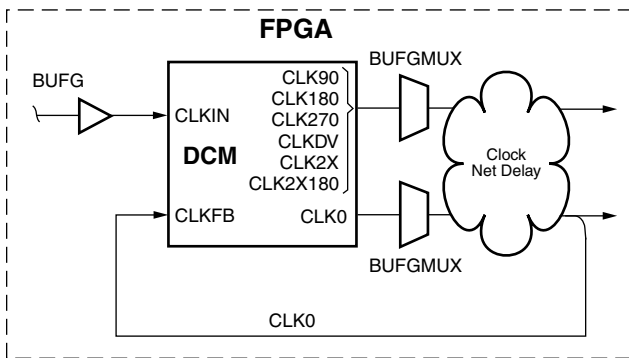 FPGA
BUFG
BUFGMUX
CLK90
CLK180
CLKIN
CLK270
DCM
CLKDV
CLK2X
CLK2X180
Clock
Net Delay
CLKFB
CLK0
BUFGMUX
CLK0